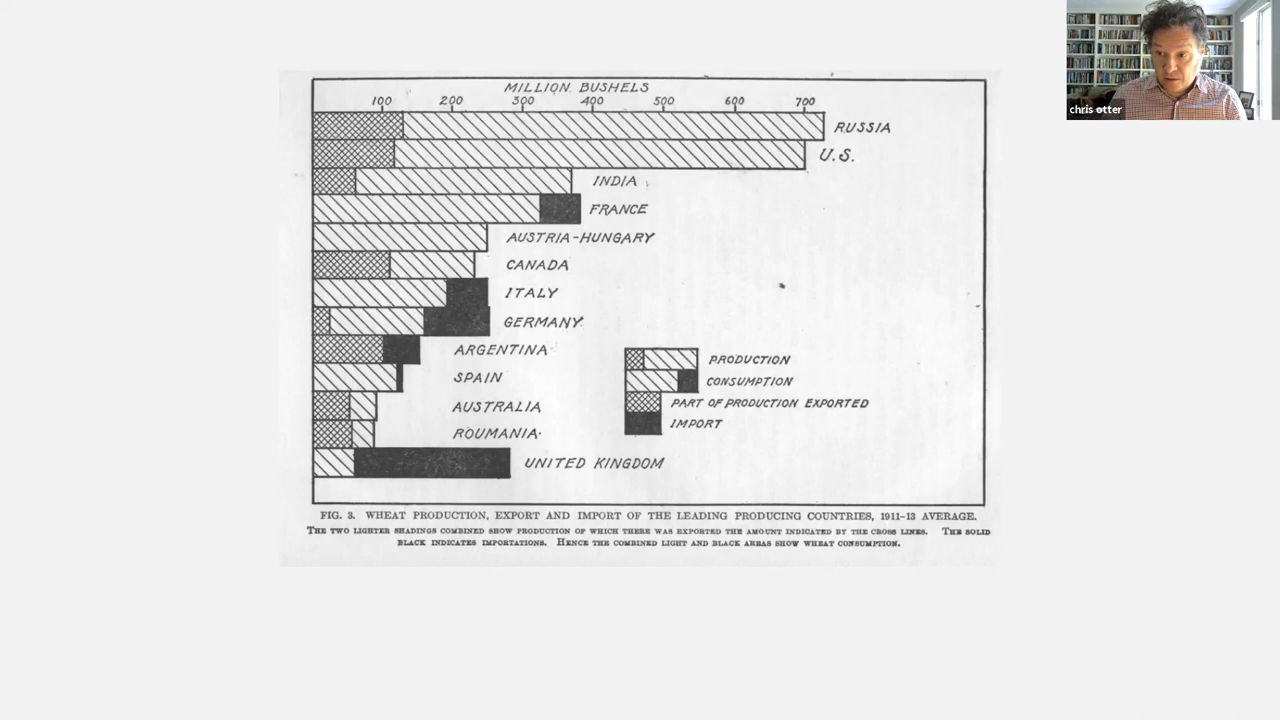 chris otter
MILLION. BUSHELS
100 200 300 400 500 600 700
RUSSIA
U.S.
INDIA
FRANCE
AUSTRIA-HUNGARY
CANADA
ITALY
GERMANY
ARGENTINA
SPAIN
AUSTRALIA
ROUMANIA
UNITED KINGDOM
PRODUCTION
CONSUMPTION
PART OF PRODUCTION EXPORTED
IMPORT
FIG. 3. WHEAT PRODUCTION, EXPORT AND IMPORT OF THE LEADING PRODUCING COUNTRIES, 1911-13 AVERAGE.
THE TWO LIGHTER SHADINGS COMBINED SHOW PRODUCTION OF WHICH THERE WAS EXPORTED THE AMOUNT INDICATED BY THE CROSS LINES. THE SOLID
BLACK INDICATES IMPORTATIONS. HENCE THE COMBINED LIGHT AND BLACK AREAS SHOW WHEAT CONSUMPTION.